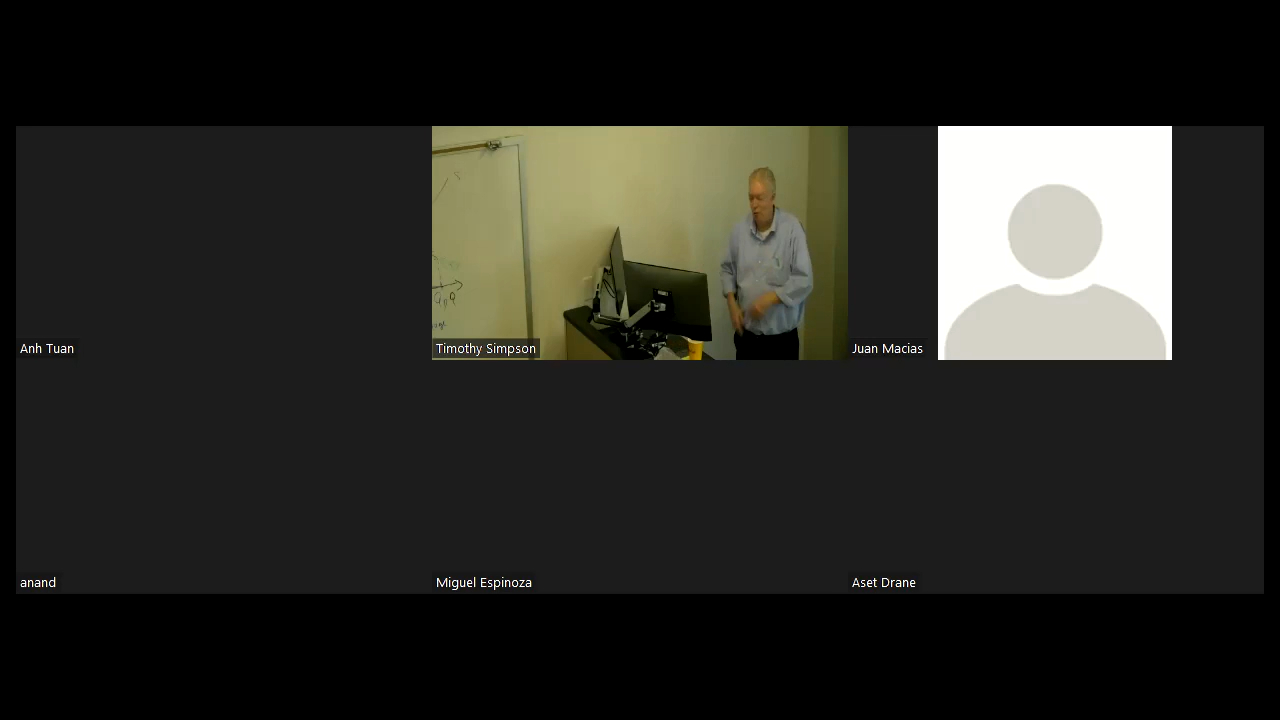 Anh Tuan
Timothy Simpson
Juan Macias
anand
Miguel Espinoza
Aset Drane